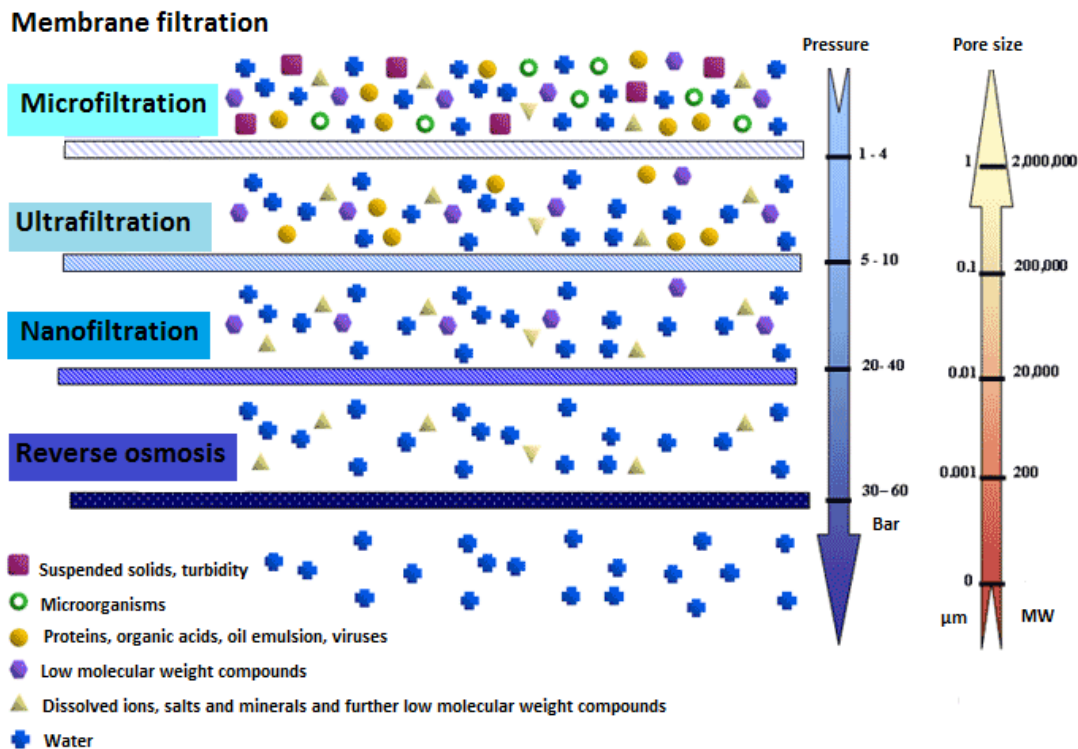 Membrane filtration
Pressure
Pore size
Microfiltration
1 - 4
1
2,000,000
Ultrafiltration
5 - 10
0.1
200,000
Nanofiltration
20- 40
0.01
20,000
Reverse osmosis
30– 60
0.001
200
Bar
Suspended solids, turbidity
0
Microorganisms
µm
MW
Proteins, organic acids, oil emulsion, viruses
Low molecular weight compounds
Dissolved ions, salts and minerals and further low molecular weight compounds
Water